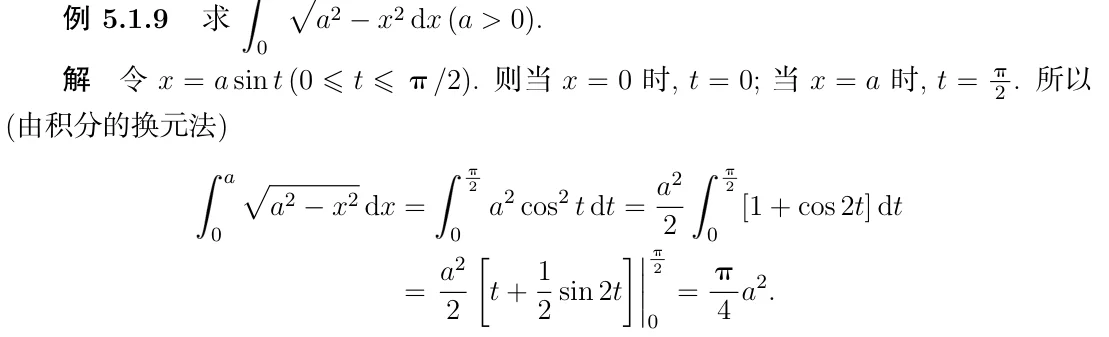 例 5.1.9 求 ∫₀ √a² − x² dx (a > 0).
解 令 x = a sin t (0 ⩽ t ⩽ π/2). 则当 x = 0 时, t = 0; 当 x = a 时, t = π/2. 所以
(由积分的换元法)
∫₀ᵃ √(a² − x²) dx = ∫₀^(π/2) a² cos² t dt = a²/2 ∫₀^(π/2) [1 + cos 2t] dt
= a²/2 [t + 1/2 sin 2t]|₀^(π/2) = π/4 a².